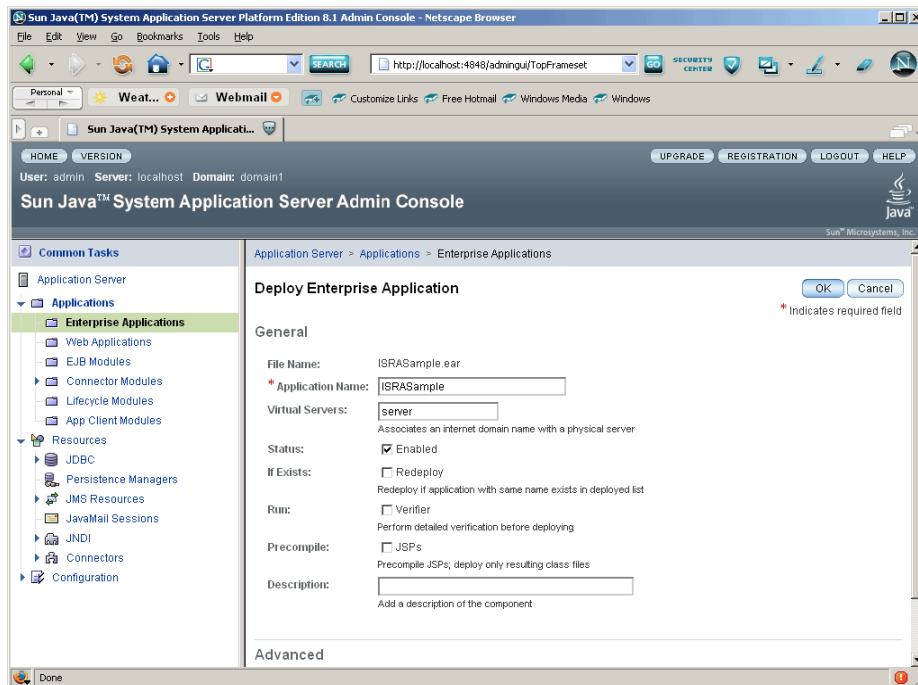 Sun Java(TM) System Application Server Platform Edition 8.1 Admin Console - Netscape Browser
File Edit View Go Bookmarks Tools Help
SEARCH http://localhost:4848/admingui/TopFrameset GO SECURITY CENTER
Personal Weat... Webmail Customize Links Free Hotmail Windows Media Windows
Sun Java(TM) System Applicati...
HOME VERSION UPGRADE REGISTRATION LOGOUT HELP
User: admin Server: localhost Domain: domain1
Sun Java™ System Application Server Admin Console
Java™
Sun™ Microsystems, Inc.
Common Tasks
Application Server
Applications
Enterprise Applications
Web Applications
EJB Modules
Connector Modules
Lifecycle Modules
App Client Modules
Resources
JDBC
Persistence Managers
JMS Resources
JavaMail Sessions
JNDI
Connectors
Configuration
Application Server > Applications > Enterprise Applications
Deploy Enterprise Application
OK Cancel
* Indicates required field
General
File Name: ISRASample.ear
* Application Name: ISRASample
Virtual Servers: server
Associates an internet domain name with a physical server
Status: Enabled
If Exists: Redeploy
Redeploy if application with same name exists in deployed list
Run: Verifier
Perform detailed verification before deploying
Precompile: JSPs
Precompile JSPs; deploy only resulting class files
Description:
Add a description of the component
Advanced
Done